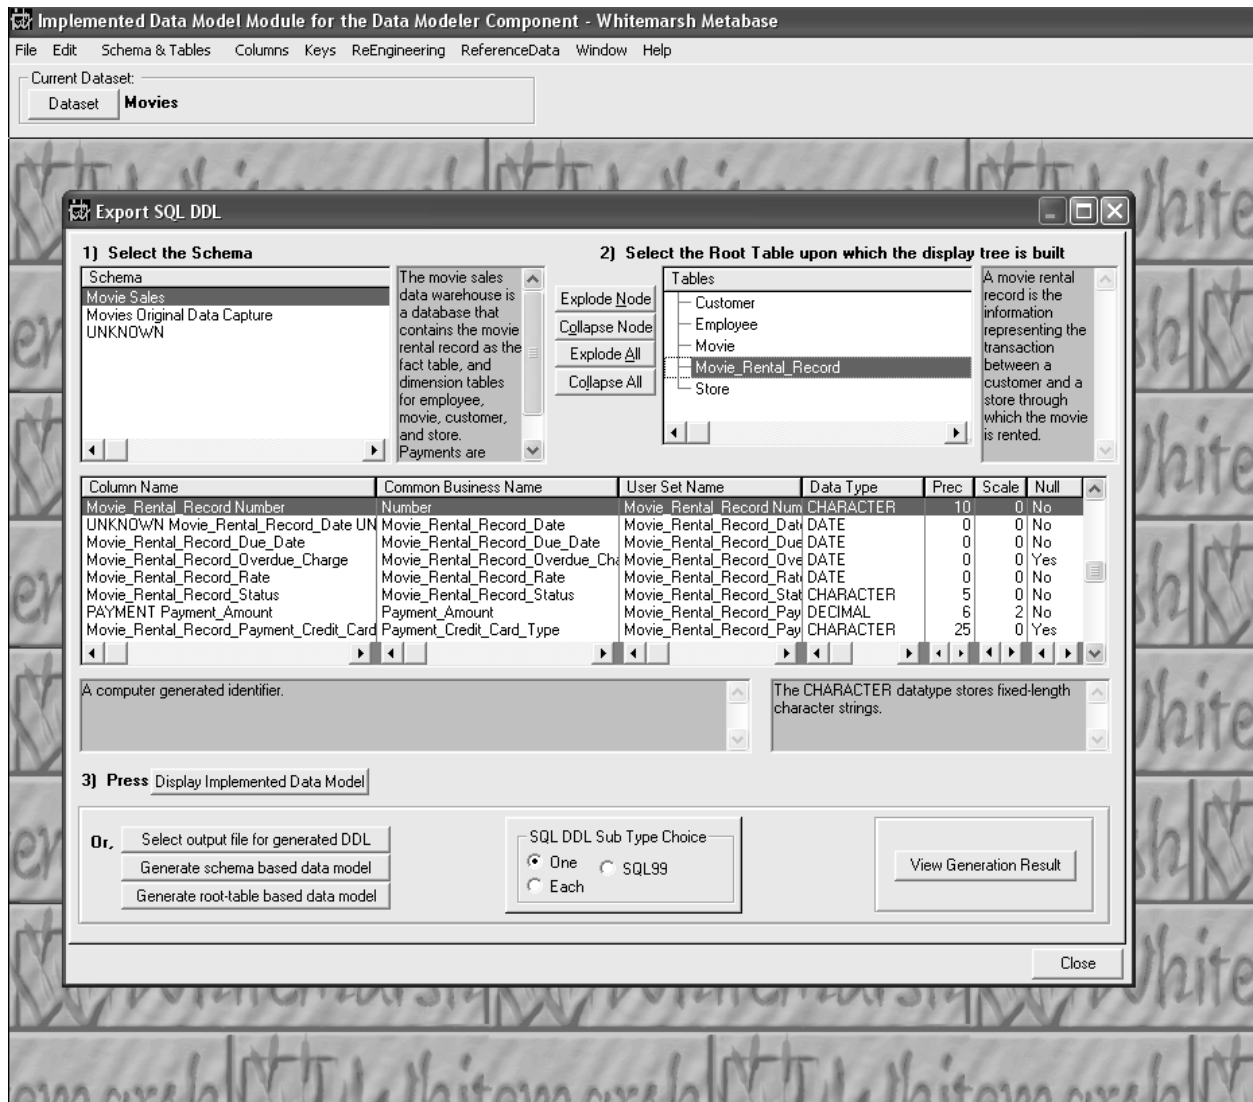 Implemented Data Model Module for the Data Modeler Component - Whitemarsh Metabase
File Edit Schema & Tables Columns Keys ReEngineering ReferenceData Window Help
Current Dataset:
Dataset Movies
Export SQL DDL
1) Select the Schema
Schema
Movie Sales
Movies Original Data Capture
UNKNOWN
The movie sales
data warehouse is
a database that
contains the movie
rental record as the
fact table, and
dimension tables
for employee,
movie, customer,
and store.
Payments are
2) Select the Root Table upon which the display tree is built
Explode Node
Collapse Node
Explode All
Collapse All
Tables
Customer
Employee
Movie
Movie_Rental_Record
Store
A movie rental
record is the
information
representing the
transaction
between a
customer and a
store through
which the movie
is rented.
Column Name Common Business Name User Set Name Data Type Prec Scale Null
Movie_Rental_Record Number Number Movie_Rental_Record Num CHARACTER 10 0 No
UNKNOWN Movie_Rental_Record_Date UN Movie_Rental_Record_Date Movie_Rental_Record_Dat DATE 0 0 No
Movie_Rental_Record_Due_Date Movie_Rental_Record_Due_Date Movie_Rental_Record_Due DATE 0 0 No
Movie_Rental_Record_Overdue_Charge Movie_Rental_Record_Overdue_Cha Movie_Rental_Record_Ove DATE 0 0 Yes
Movie_Rental_Record_Rate Movie_Rental_Record_Rate Movie_Rental_Record_Rat DATE 0 0 No
Movie_Rental_Record_Status Movie_Rental_Record_Status Movie_Rental_Record_Stat CHARACTER 5 0 No
PAYMENT Payment_Amount Payment_Amount Movie_Rental_Record_Pay DECIMAL 6 2 No
Movie_Rental_Record_Payment_Credit_Card Payment_Credit_Card_Type Movie_Rental_Record_Pay CHARACTER 25 0 Yes
A computer generated identifier.
The CHARACTER datatype stores fixed-length
character strings.
3) Press Display Implemented Data Model
Or,
Select output file for generated DDL
Generate schema based data model
Generate root-table based data model
SQL DDL Sub Type Choice
One SQL99
Each
View Generation Result
Close